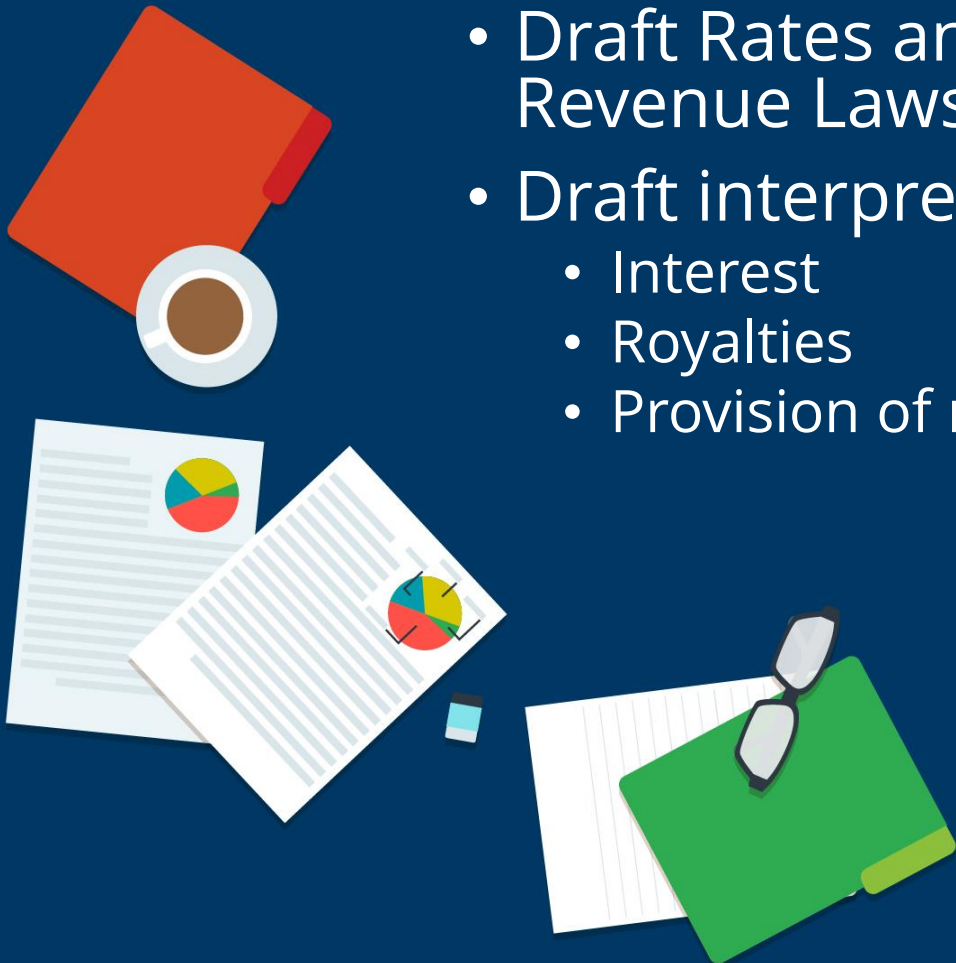 • Draft Rates
Revenue Laws
• Draft
• Interest
• Royalties
• Provision of